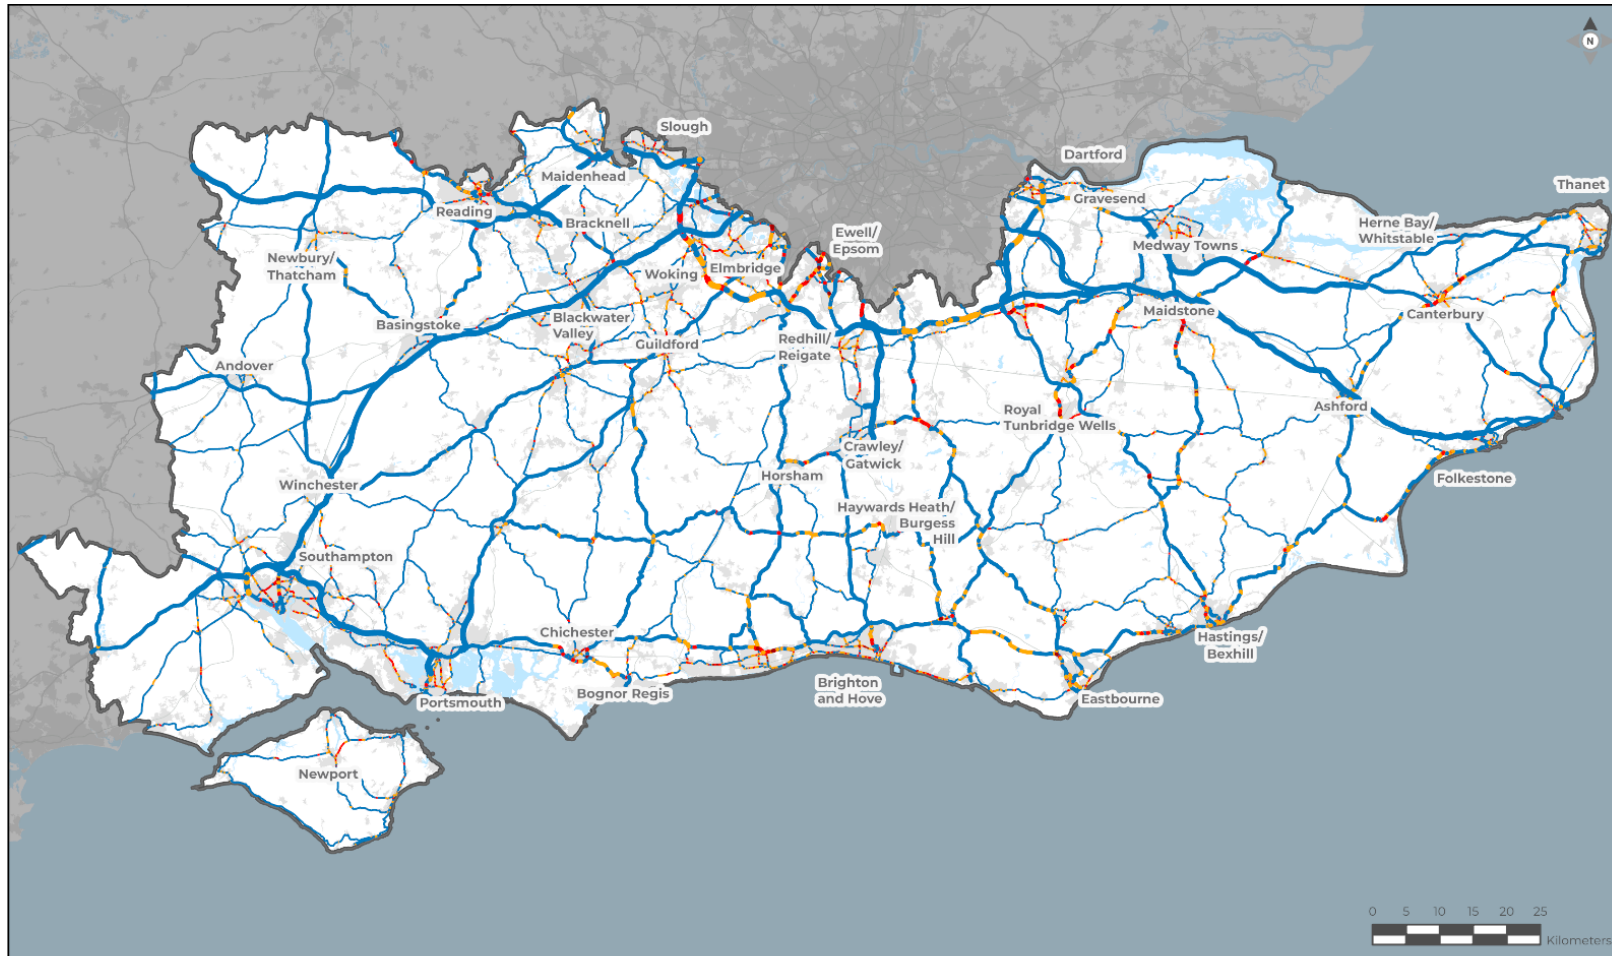 N
Slough
Dartford
Maidenhead
Thanet
Gravesend
Reading
Bracknell
Ewell/
Epsom
Herne Bay/
Whitstable
Medway Towns
Newbury/
Thatcham
Woking
Elmbridge
Maidstone
Canterbury
Basingstoke
Blackwater
Valley
Guildford
Redhill/
Reigate
Andover
Ashford
Royal
Tunbridge Wells
Crawley/
Gatwick
Horsham
Folkestone
Winchester
Haywards Heath/
Burgess
Hill
Southampton
Chichester
Hastings/
Bexhill
Bognor Regis
Portsmouth
Brighton
and Hove
Eastbourne
Newport
0 5 10 15 20 25
Kilometers